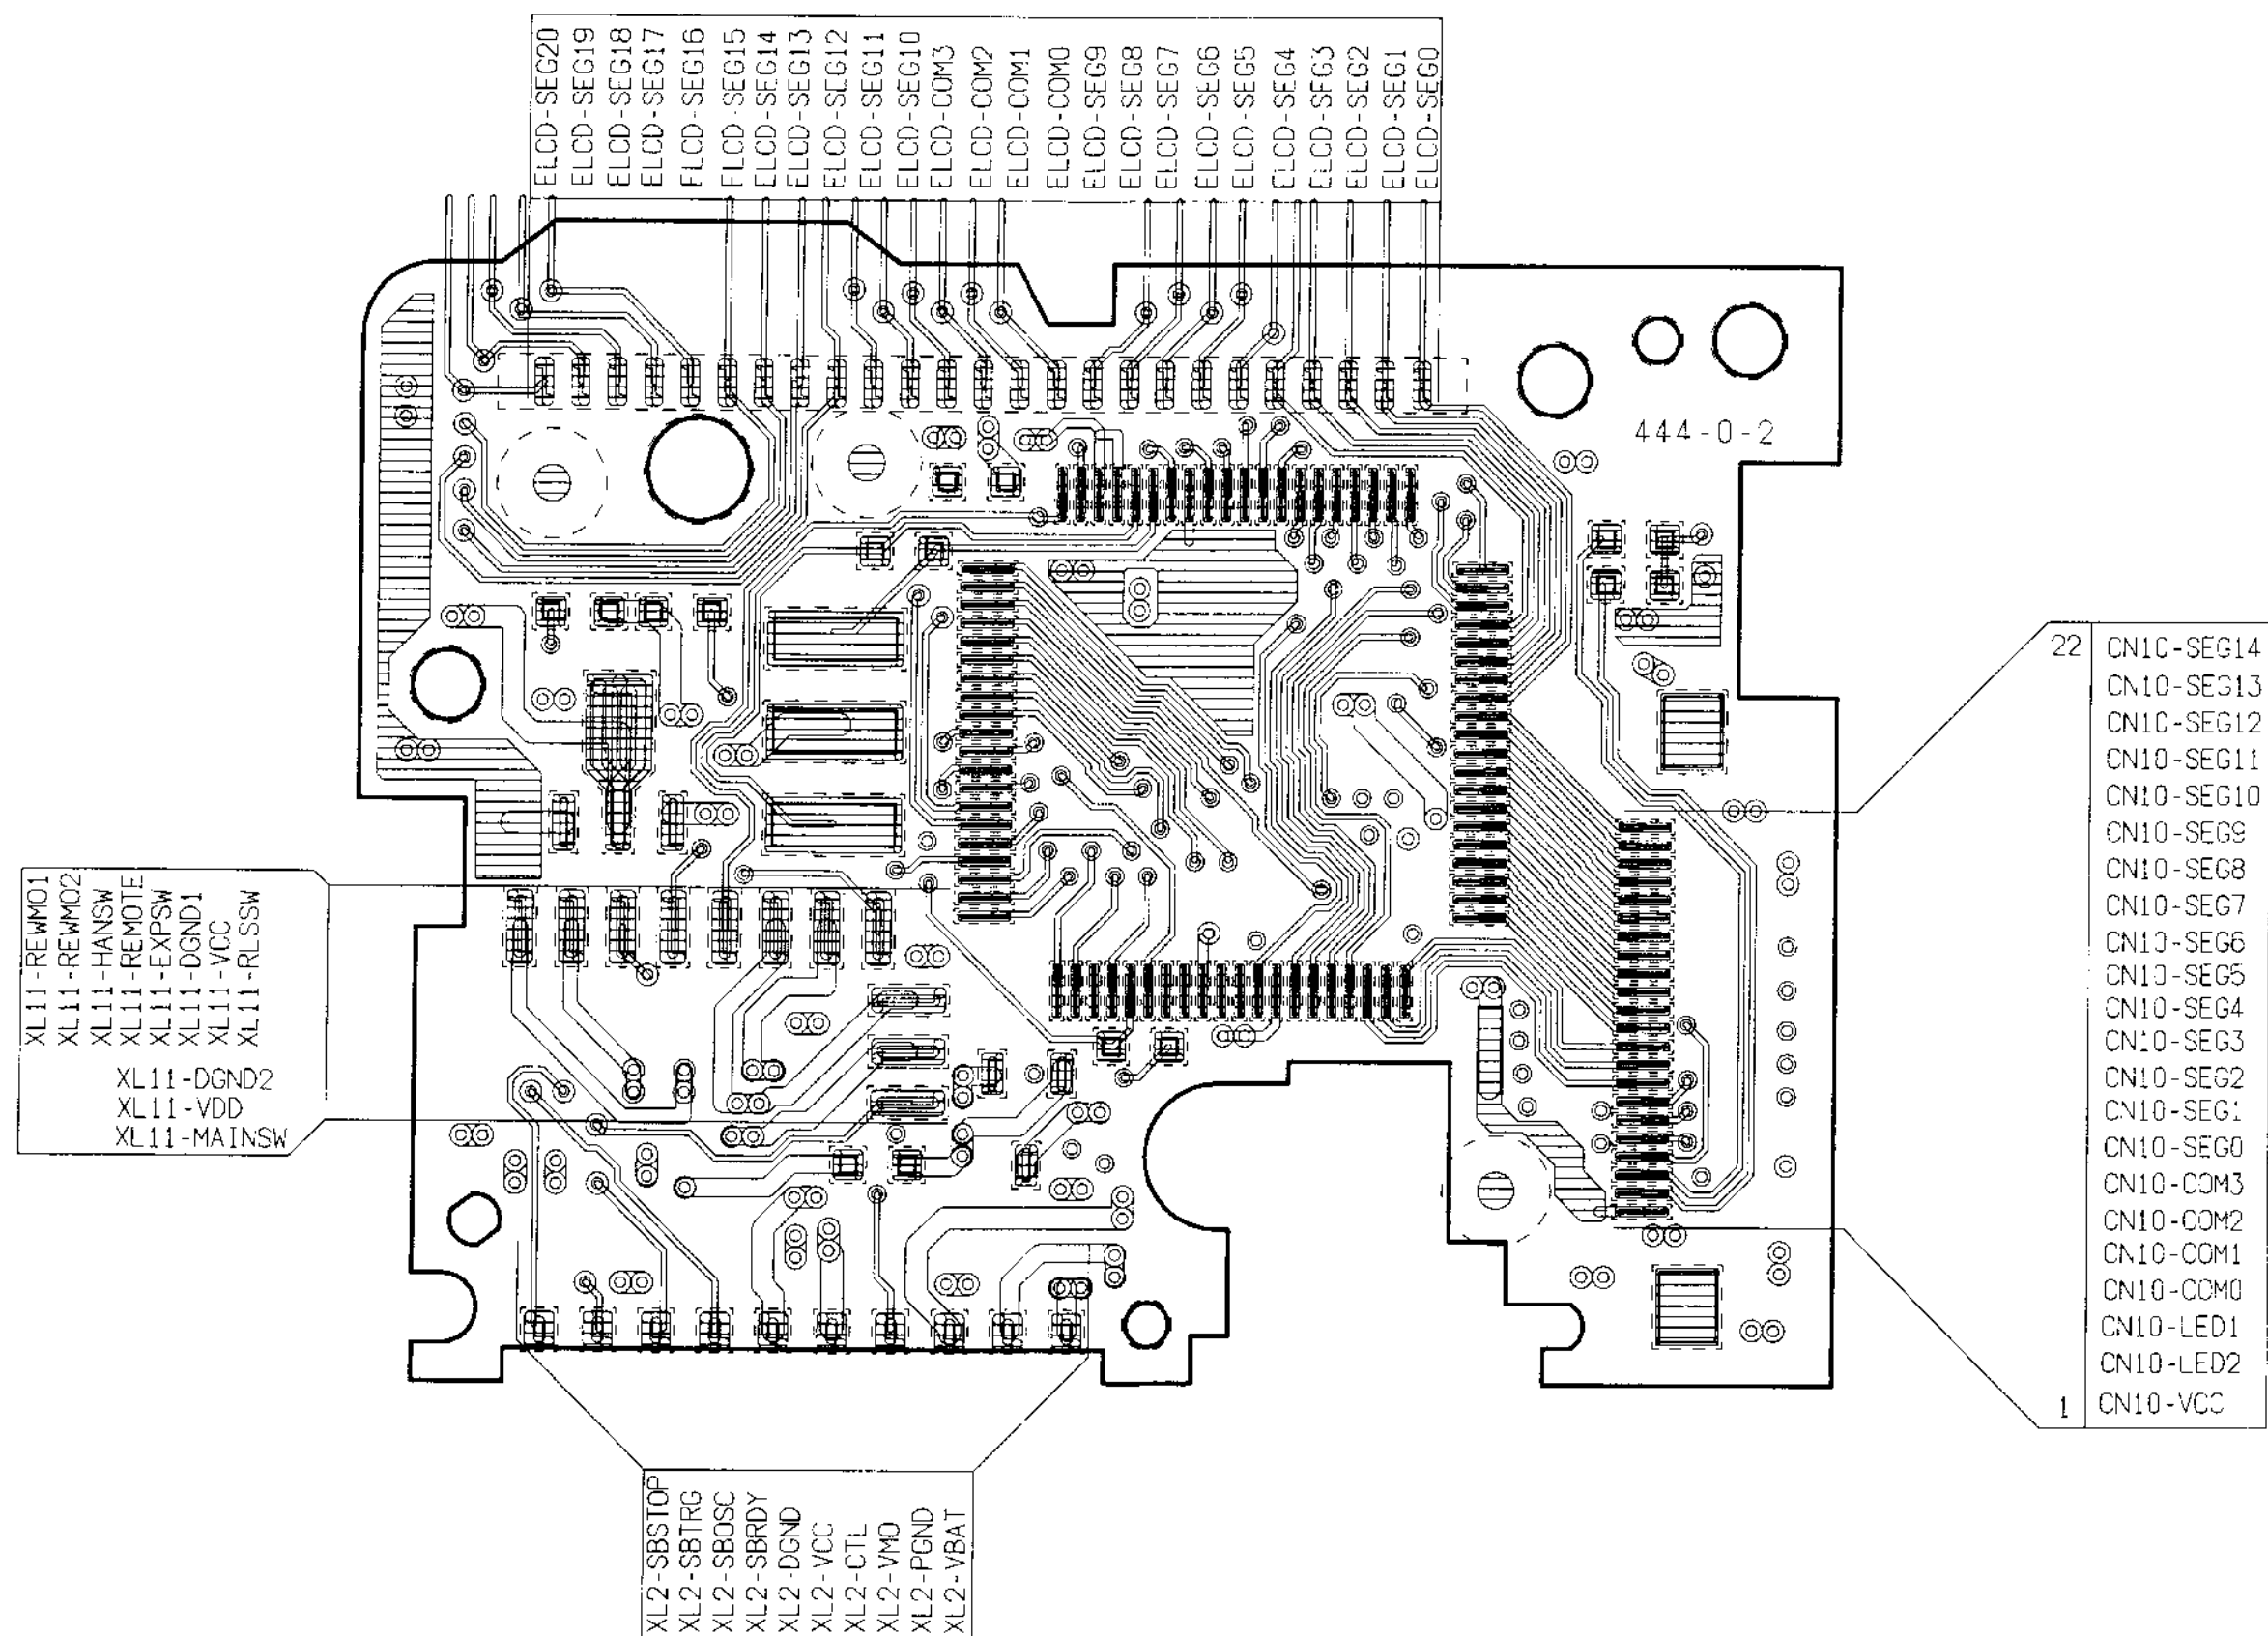 ELCD-SEG20
ELCD-SEG19
ELCD-SEG18
ELCD-SEG17
ELCD-SEG16
ELCD-SEG15
ELCD-SEG14
ELCD-SEG13
ELCD-SEG12
ELCD-SEG11
ELCD-SEG10
ELCD-COM3
ELCD-COM2
ELCD-COM1
ELCD-COM0
ELCD-SEG9
ELCD-SEG8
ELCD-SEG7
ELCD-SEG6
ELCD-SEG5
ELCD-SEG4
ELCD-SEG3
ELCD-SEG2
ELCD-SEG1
ELCD-SEG0
444-0-2
22 CN10-SEG14
CN10-SEG13
CN10-SEG12
CN10-SEG11
CN10-SEG10
CN10-SEG9
CN10-SEG8
CN10-SEG7
CN10-SEG6
CN10-SEG5
CN10-SEG4
CN10-SEG3
CN10-SEG2
CN10-SEG1
CN10-SEG0
CN10-COM3
CN10-COM2
CN10-COM1
CN10-COM0
CN10-LED1
CN10-LED2
1 CN10-VCC
XL11-REWMO1
XL11-REWMO2
XL11-HANSW
XL11-REMOTE
XL11-EXPSW
XL11-DGND1
XL11-VCC
XL11-RLSSW
XL11-DGND2
XL11-VDD
XL11-MAINSW
XL2-SBSTOP
XL2-SBTRG
XL2-SBOSC
XL2-SBRDY
XL2-DGND
XL2-VCC
XL2-CTL
XL2-VMO
XL2-PGND
XL2-VBAT